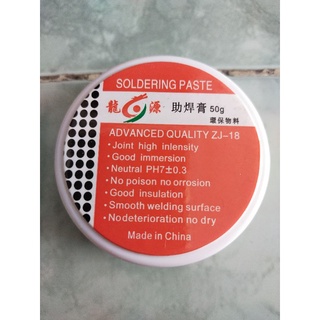 SOLDERING PASTE
龍源 助焊膏 50g
環保物料
ADVANCED QUALITY ZJ-18
·Joint high intensity
·Good immersion
·Neutral PH7±0.3
·No poison no orrosion
·Good insulation
·Smooth welding surface
·Nodeterioration no dry
Made in China